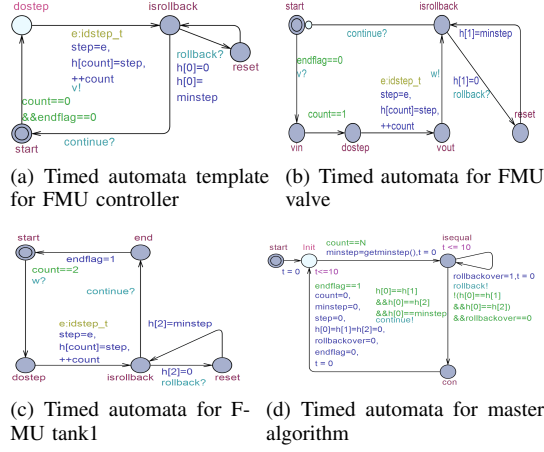 dostep
isrollback
e:idstep_t
step=e,
h[count]=step,
++count
v!
rollback?
h[0]=0
h[0]=
minstep
reset
count==0
&&endflag==0
start
continue?
(a) Timed automata template
for FMU controller
start
isrollback
continue?
h[1]=minstep
endflag==0
v?
e:idstep_t
step=e,
h[count]=step,
++count
w!
h[1]=0
rollback?
count==1
reset
vin
dostep
vout
(b) Timed automata for FMU
valve
start
end
endflag=1
count==2
w?
continue?
e:idstep_t
step=e,
h[count]=step,
++count
h[2]=minstep
h[2]=0
rollback?
dostep
isrollback
reset
(c) Timed automata for F-
MU tank1
start
Init
count==N
minstep=getminstep(),t = 0
isequal
t <= 10
t = 0
t<=10
rollbackover=1,t = 0
rollback!
!(h[0]==h[1]
&&h[0]==h[2])
&&rollbackover==0
endflag==1
count=0,
minstep=0,
step=0,
h[0]=h[1]=h[2]=0,
rollbackover=0,
endflag=0,
t = 0
h[0]==h[1]
&&h[0]==h[2]
&&h[0]==minstep
continue!
con
(d) Timed automata for master
algorithm